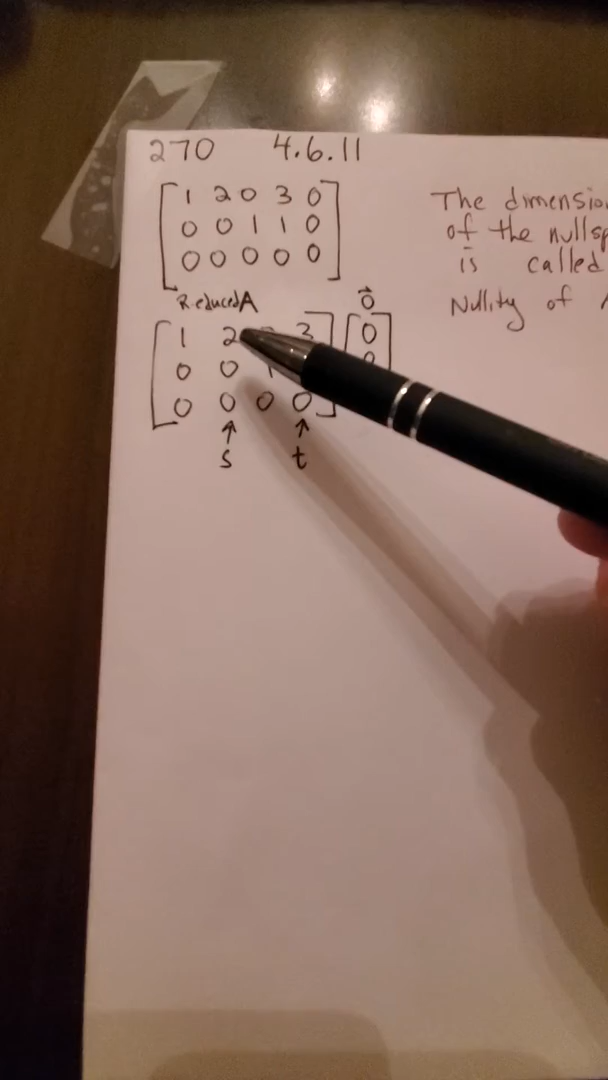 270 4.6.11
1 2 0 3 0
0 0 1 1 0
0 0 0 0 0
The dimension
of the nullsp
is called
Nullity of
Reduced A 0⃗
1 2 3 0
0 0 1
0 0 0 0
↑ ↑
s t